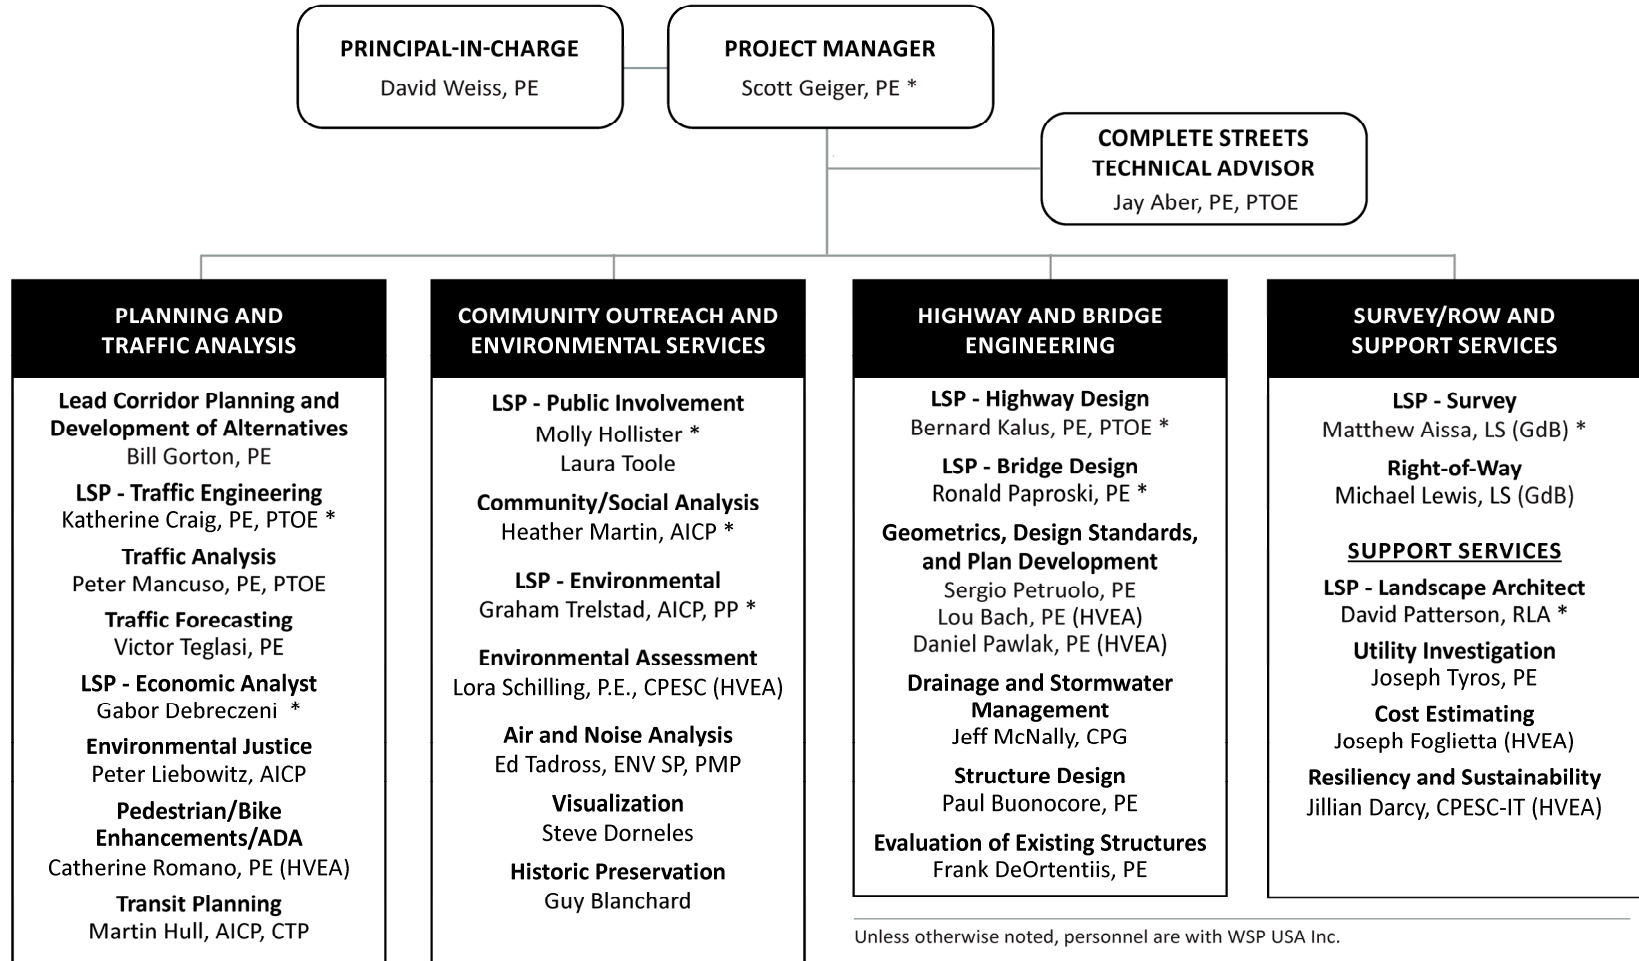 PRINCIPAL-IN-CHARGE
David Weiss, PE
PROJECT MANAGER
Scott Geiger, PE *
COMPLETE STREETS
TECHNICAL ADVISOR
Jay Aber, PE, PTOE
PLANNING AND
TRAFFIC ANALYSIS
Lead Corridor Planning and
Development of Alternatives
Bill Gorton, PE
LSP - Traffic Engineering
Katherine Craig, PE, PTOE *
Traffic Analysis
Peter Mancuso, PE, PTOE
Traffic Forecasting
Victor Teglasi, PE
LSP - Economic Analyst
Gabor Debreczeni *
Environmental Justice
Peter Liebowitz, AICP
Pedestrian/Bike
Enhancements/ADA
Catherine Romano, PE (HVEA)
Transit Planning
Martin Hull, AICP, CTP
COMMUNITY OUTREACH AND
ENVIRONMENTAL SERVICES
LSP - Public Involvement
Molly Hollister *
Laura Toole
Community/Social Analysis
Heather Martin, AICP *
LSP - Environmental
Graham Trelstad, AICP, PP *
Environmental Assessment
Lora Schilling, P.E., CPESC (HVEA)
Air and Noise Analysis
Ed Tadross, ENV SP, PMP
Visualization
Steve Dorneles
Historic Preservation
Guy Blanchard
HIGHWAY AND BRIDGE
ENGINEERING
LSP - Highway Design
Bernard Kalus, PE, PTOE *
LSP - Bridge Design
Ronald Paproski, PE *
Geometrics, Design Standards,
and Plan Development
Sergio Petruolo, PE
Lou Bach, PE (HVEA)
Daniel Pawlak, PE (HVEA)
Drainage and Stormwater
Management
Jeff McNally, CPG
Structure Design
Paul Buonocore, PE
Evaluation of Existing Structures
Frank DeOrtentiis, PE
SURVEY/ROW AND
SUPPORT SERVICES
LSP - Survey
Matthew Aissa, LS (GdB) *
Right-of-Way
Michael Lewis, LS (GdB)
SUPPORT SERVICES
LSP - Landscape Architect
David Patterson, RLA *
Utility Investigation
Joseph Tyros, PE
Cost Estimating
Joseph Foglietta (HVEA)
Resiliency and Sustainability
Jillian Darcy, CPESC-IT (HVEA)
Unless otherwise noted, personnel are with WSP USA Inc.